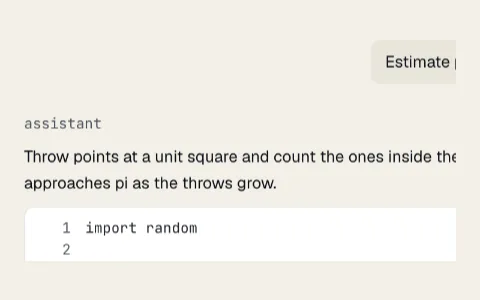 Estimate
assistant
Throw points at a unit square and count the ones inside the
approaches pi as the throws grow.
1 import random
2